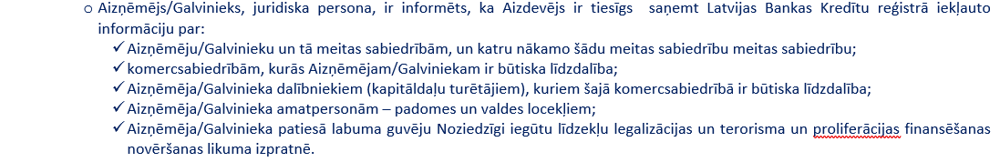 o Aizņēmējs/Galvinieks, juridiska persona, ir informēts, ka Aizdevējs ir tiesīgs saņemt Latvijas Bankas Kredītu reģistrā iekļauto
informāciju par:
✓ Aizņēmēju/Galvinieku un tā meitas sabiedrībām, un katru nākamo šādu meitas sabiedrību meitas sabiedrību;
✓ komercsabiedrībām, kurās Aizņēmējam/Galviniekam ir būtiska līdzdalība;
✓ Aizņēmēja/Galvinieka dalībniekiem (kapitāldaļu turētājiem), kuriem šajā komercsabiedrībā ir būtiska līdzdalība;
✓ Aizņēmēja/Galvinieka amatpersonām – padomes un valdes locekļiem;
✓ Aizņēmēja/Galvinieka patiesā labuma guvēju Noziedzīgi iegūtu līdzekļu legalizācijas un terorisma un proliferācijas finansēšanas
novēršanas likuma izpratnē.